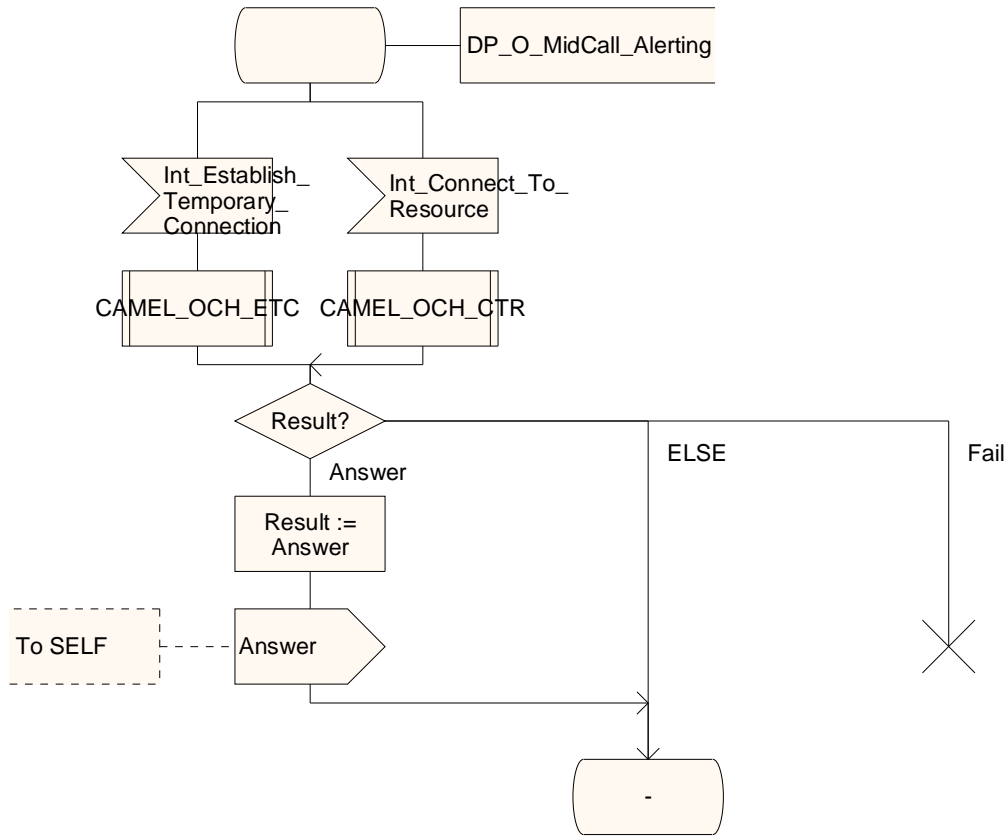 DP_O_MidCall_Alerting
Int_Establish_
Temporary_
Connection
Int_Connect_To_
Resource
CAMEL_OCH_ETC
CAMEL_OCH_CTR
Result?
ELSE
Fail
Answer
Result :=
Answer
To SELF
Answer
-